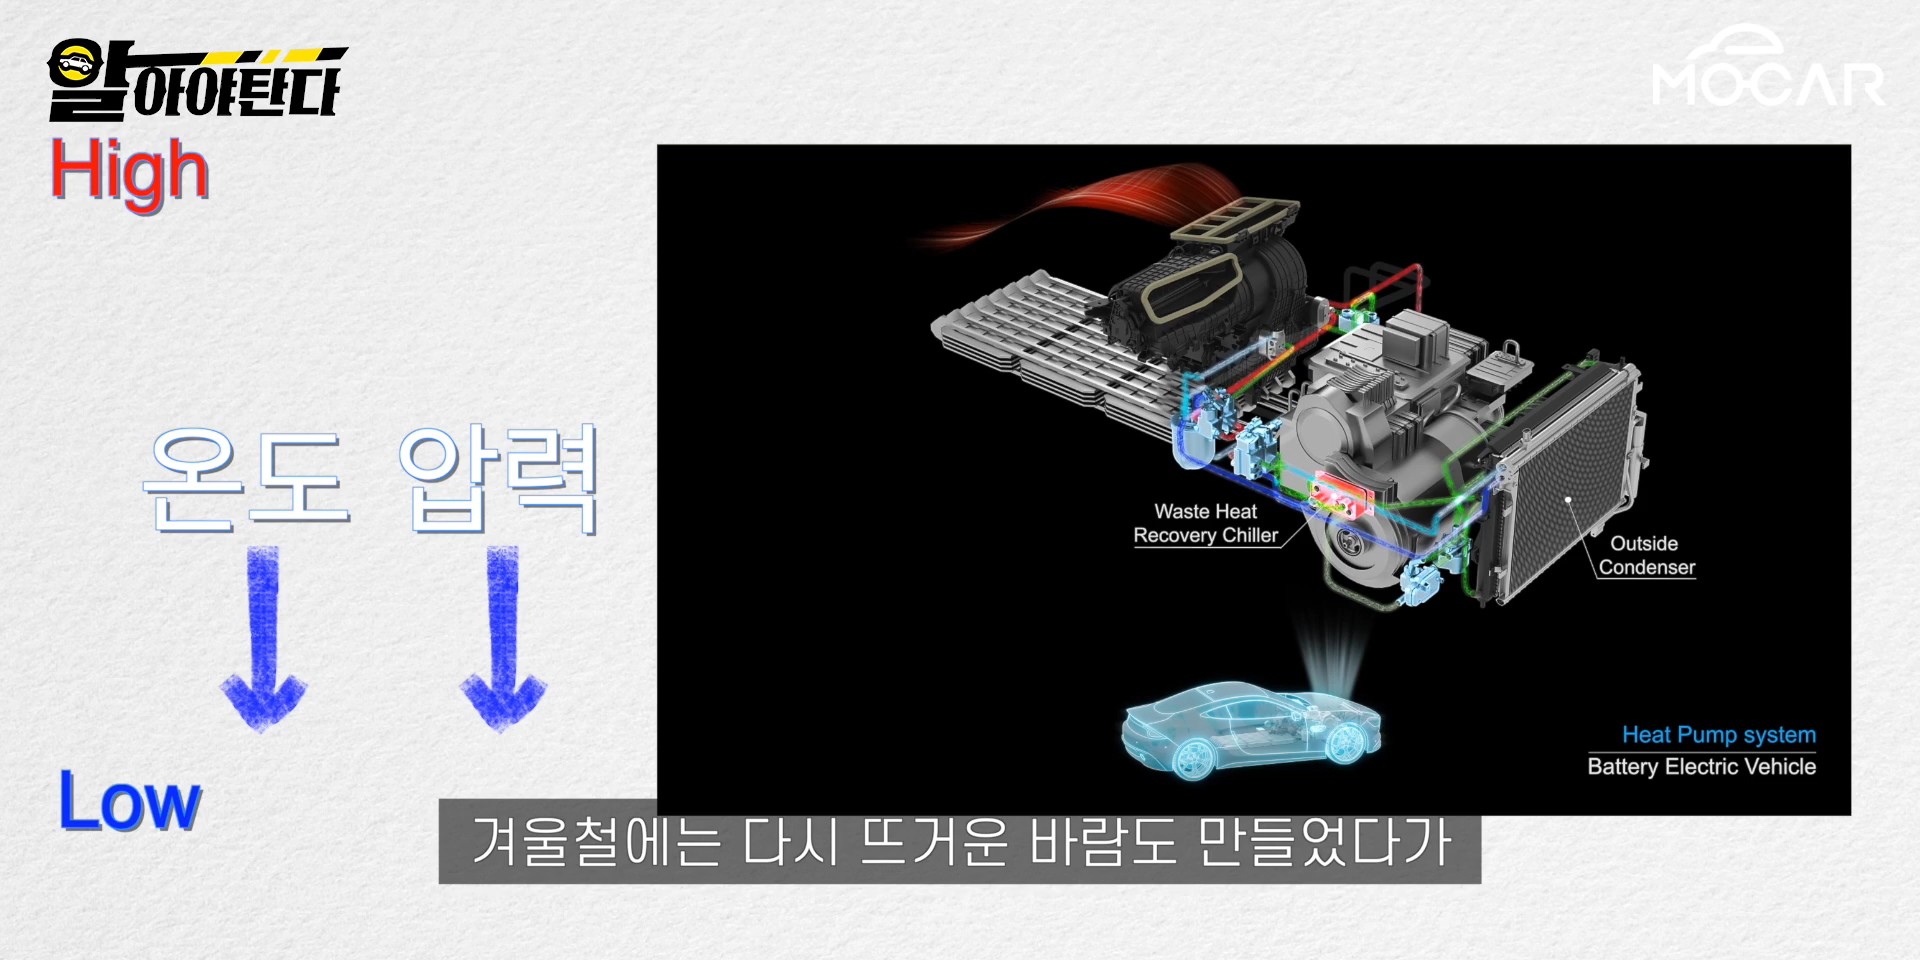 알아야탄다
MOCAR
High
온도 압력
Low
Waste Heat
Recovery Chiller
Outside
Condenser
Heat Pump system
Battery Electric Vehicle
겨울철에는 다시 뜨거운 바람도 만들었다가